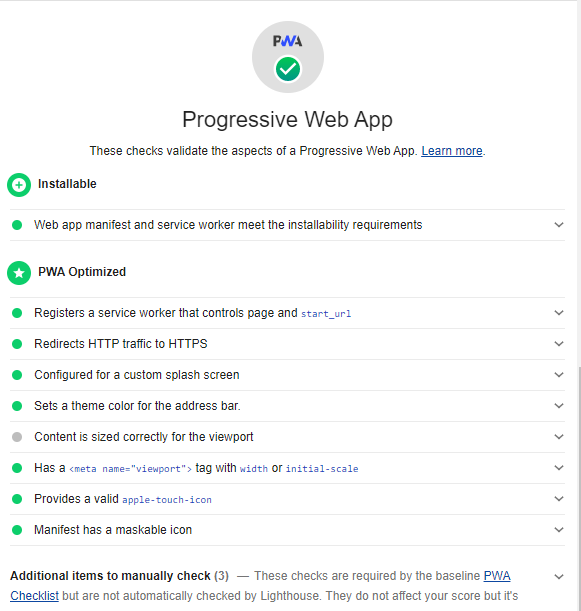 PWA
Progressive Web App
These checks validate the aspects of a Progressive Web App. Learn more.
Installable
Web app manifest and service worker meet the installability requirements
PWA Optimized
Registers a service worker that controls page and start_url
Redirects HTTP traffic to HTTPS
Configured for a custom splash screen
Sets a theme color for the address bar.
Content is sized correctly for the viewport
Has a <meta name="viewport"> tag with width or initial-scale
Provides a valid apple-touch-icon
Manifest has a maskable icon
Additional items to manually check (3) — These checks are required by the baseline PWA
Checklist but are not automatically checked by Lighthouse. They do not affect your score but it's